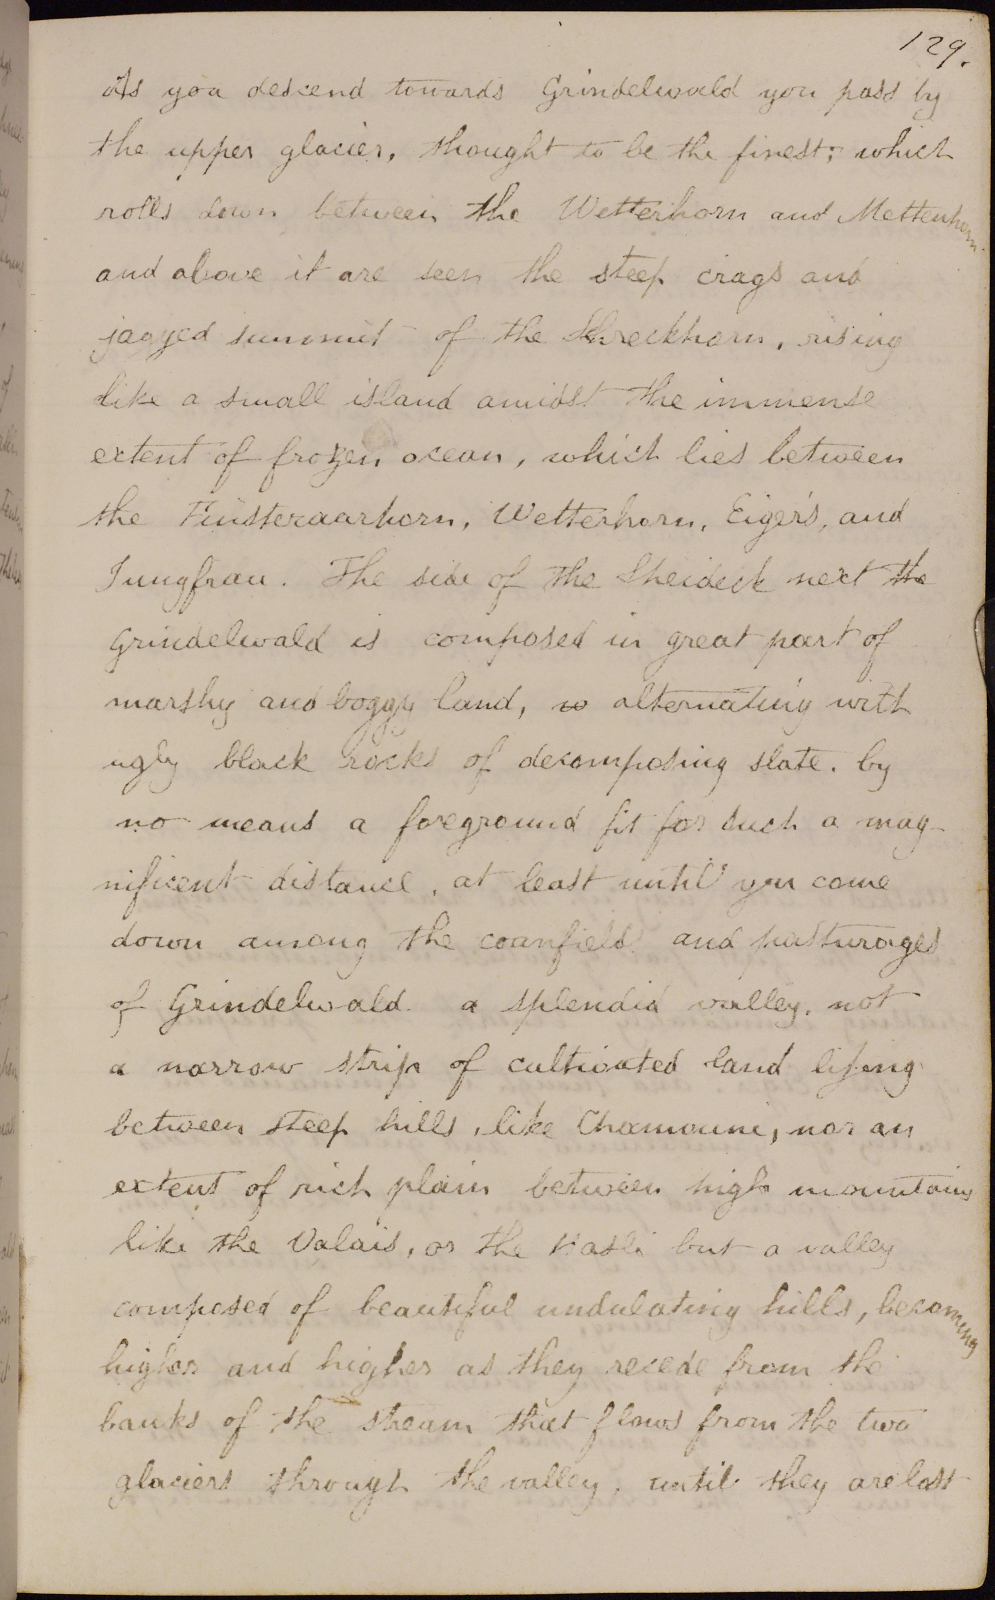 129.
As you descend towards Grindelwald you pass by
the upper glacier, thought to be the finest; which
rolls down between the Wetterhorn and Mettenhorn
and above it are seen the steep crags and
jagged summit of the Shreckhorn, rising
like a small island amidst the immense
extent of frozen ocean, which lies between
the Finsteraarhorn, Wetterhorn, Eigers, and
Jungfrau. The side of the Sheideck next the
Grindelwald is composed in great part of
marshy and boggy land, alternating with
ugly black rocks of decomposing slate. by
no means a foreground fit for such a mag-
nificent distance, at least until you come
down among the cornfield and pasturages
of Grindelwald. a splendid valley. not
a narrow strip of cultivated land lying
between steep hills, like Chamouni, nor an
extent of rich plain between high mountains
like the Valais, or the Hasli but a valley
composed of beautiful undulating hills, becoming
higher and higher as they recede from the
banks of the stream that flows from the two
glaciers through the valley, until they are lost